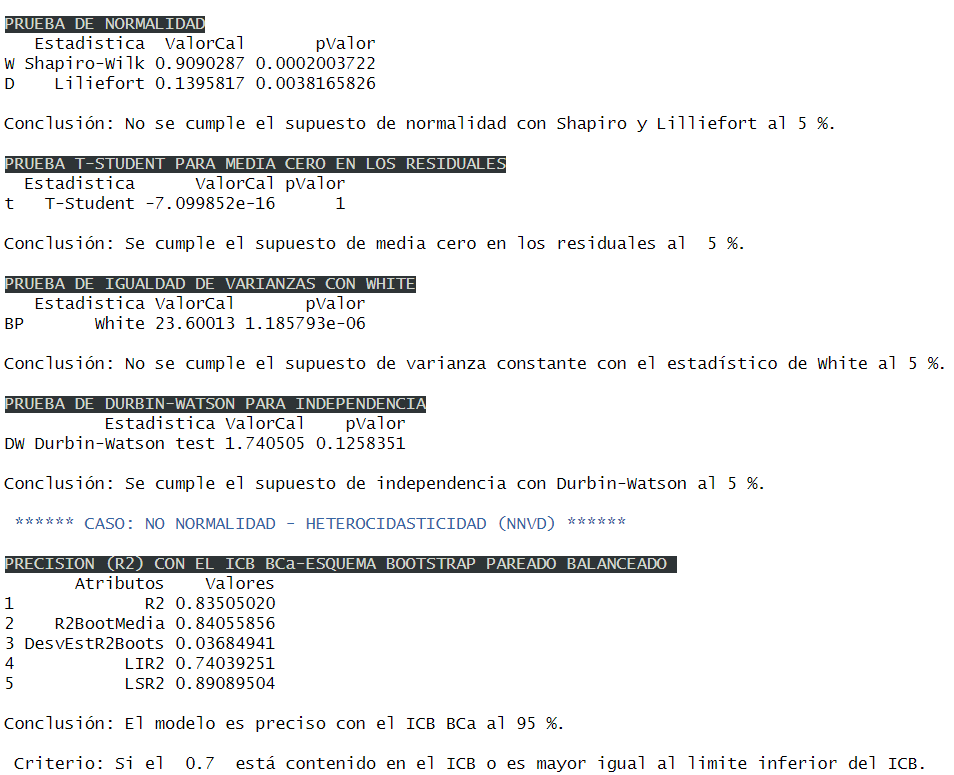 PRUEBA DE NORMALIDAD
Estadistica ValorCal pValor
W Shapiro-Wilk 0.9090287 0.0002003722
D Liliefort 0.1395817 0.0038165826
Conclusión: No se cumple el supuesto de normalidad con Shapiro y Lilliefort al 5 %.
PRUEBA T-STUDENT PARA MEDIA CERO EN LOS RESIDUALES
Estadistica ValorCal pValor
t T-Student -7.099852e-16 1
Conclusión: Se cumple el supuesto de media cero en los residuales al 5 %.
PRUEBA DE IGUALDAD DE VARIANZAS CON WHITE
Estadistica ValorCal pValor
BP White 23.60013 1.185793e-06
Conclusión: No se cumple el supuesto de varianza constante con el estadístico de White al 5 %.
PRUEBA DE DURBIN-WATSON PARA INDEPENDENCIA
Estadistica ValorCal pValor
DW Durbin-Watson test 1.740505 0.1258351
Conclusión: Se cumple el supuesto de independencia con Durbin-Watson al 5 %.
****** CASO: NO NORMALIDAD - HETEROCIDASTICIDAD (NNVD) ******
PRECISION (R2) CON EL ICB BCa-ESQUEMA BOOTSTRAP PAREADO BALANCEADO
Atributos Valores
1 R2 0.83505020
2 R2BootMedia 0.84055856
3 DesvEstR2Boots 0.03684941
4 LIR2 0.74039251
5 LSR2 0.89089504
Conclusión: El modelo es preciso con el ICB BCa al 95 %.
Criterio: Si el 0.7 está contenido en el ICB o es mayor igual al limite inferior del ICB.